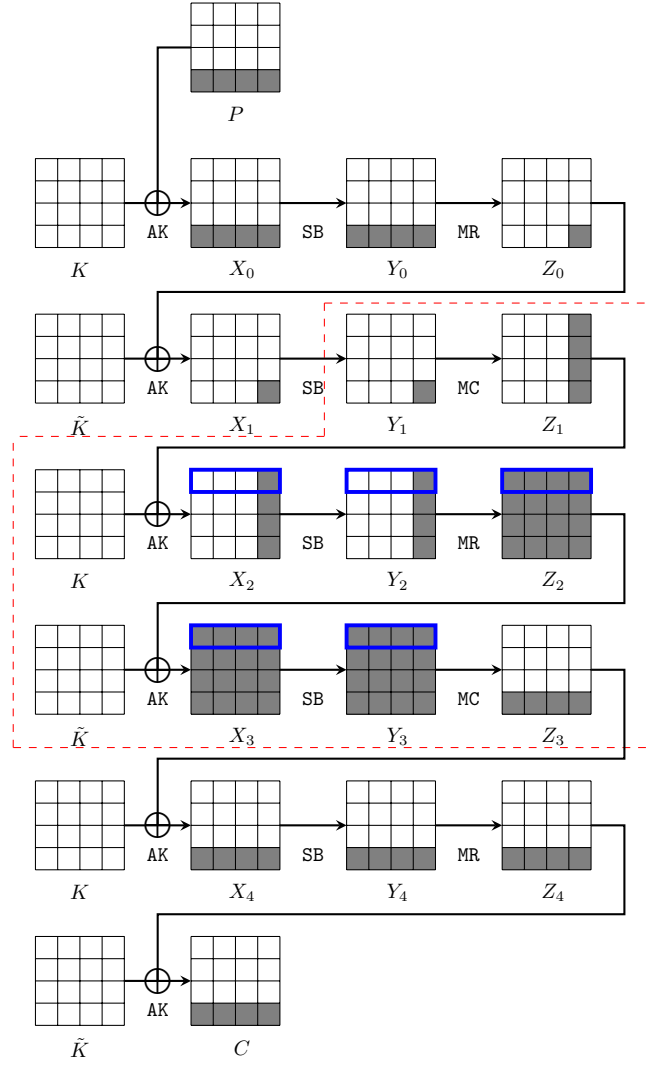 P
AK SB MR
K X₀ Y₀ Z₀
AK SB MC
K̃ X₁ Y₁ Z₁
AK SB MR
K X₂ Y₂ Z₂
AK SB MC
K̃ X₃ Y₃ Z₃
AK SB MR
K X₄ Y₄ Z₄
AK
K̃ C